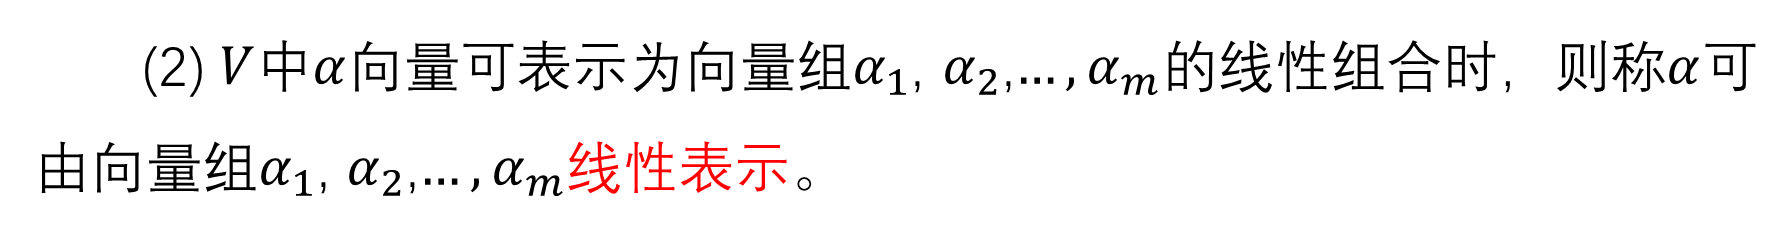 (2) V中α向量可表示为向量组α₁, α₂,…,αₘ的线性组合时，则称α可
由向量组α₁, α₂,…,αₘ线性表示。